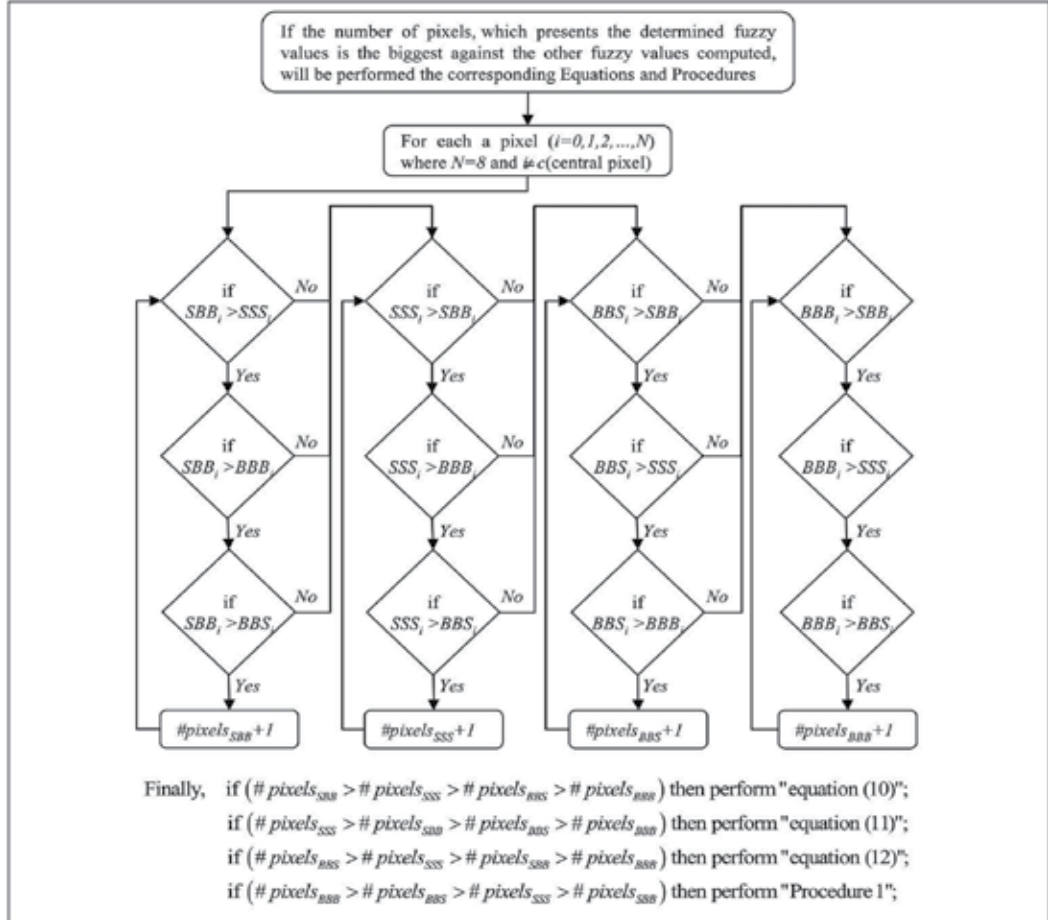 If the number of pixels, which presents the determined fuzzy
values is the biggest against the other fuzzy values computed,
will be performed the corresponding Equations and Procedures
For each a pixel (i=0,1,2,...,N)
where N=8 and i≠c(central pixel)
if
SBB_i >SSS_i
No
Yes
if
SBB_i >BBB_i
No
Yes
if
SBB_i >BBS_i
No
Yes
#pixels_SBB+1
if
SSS_i >SBB_i
No
Yes
if
SSS_i >BBB_i
No
Yes
if
SSS_i >BBS_i
No
Yes
#pixels_SSS+1
if
BBS_i >SBB_i
No
Yes
if
BBS_i >SSS_i
No
Yes
if
BBS_i >BBB_i
No
Yes
#pixels_BBS+1
if
BBB_i >SBB_i
Yes
if
BBB_i >SSS_i
Yes
if
BBB_i >BBS_i
Yes
#pixels_BBB+1
Finally, if (# pixels_SBB > # pixels_SSS > # pixels_BBS > # pixels_BBB) then perform "equation (10)";
if (# pixels_SSS > # pixels_SBB > # pixels_BBS > # pixels_BBB) then perform "equation (11)";
if (# pixels_BBS > # pixels_SSS > # pixels_SBB > # pixels_BBB) then perform "equation (12)";
if (# pixels_BBB > # pixels_BBS > # pixels_SSS > # pixels_SBB) then perform "Procedure 1";